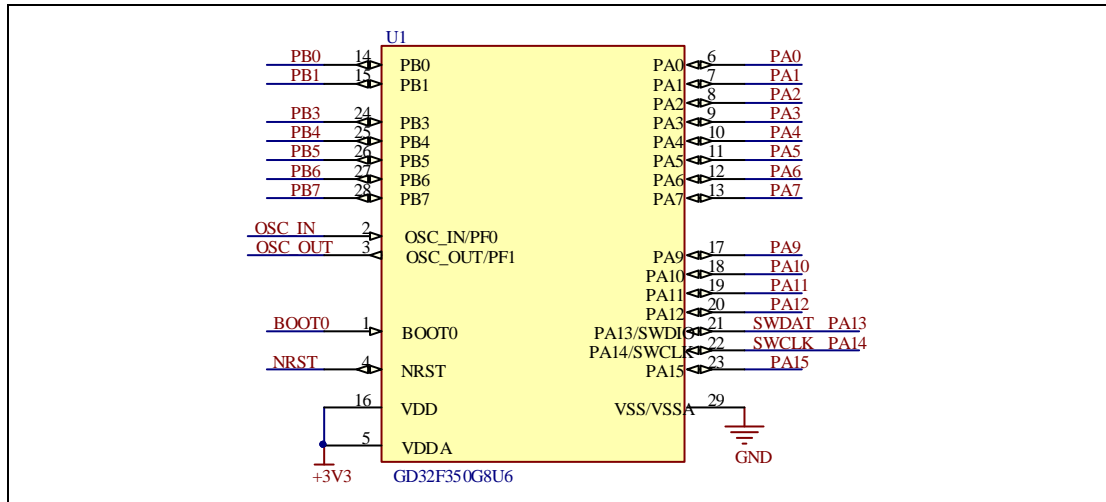 U1
PB0 14 PB0 PA0 6 PA0
PB1 15 PB1 PA1 7 PA1
PA2 8 PA2
PB3 24 PB3 PA3 9 PA3
PB4 25 PB4 PA4 10 PA4
PB5 26 PB5 PA5 11 PA5
PB6 27 PB6 PA6 12 PA6
PB7 28 PB7 PA7 13 PA7
OSC_IN 2 OSC_IN/PF0
OSC_OUT 3 OSC_OUT/PF1 PA9 17 PA9
PA10 18 PA10
PA11 19 PA11
PA12 20 PA12
BOOT0 1 BOOT0 PA13/SWDIO 21 SWDAT PA13
PA14/SWCLK 22 SWCLK PA14
NRST 4 NRST PA15 23 PA15
16 VDD VSS/VSSA 29
5 VDDA
GND
+3V3 GD32F350G8U6